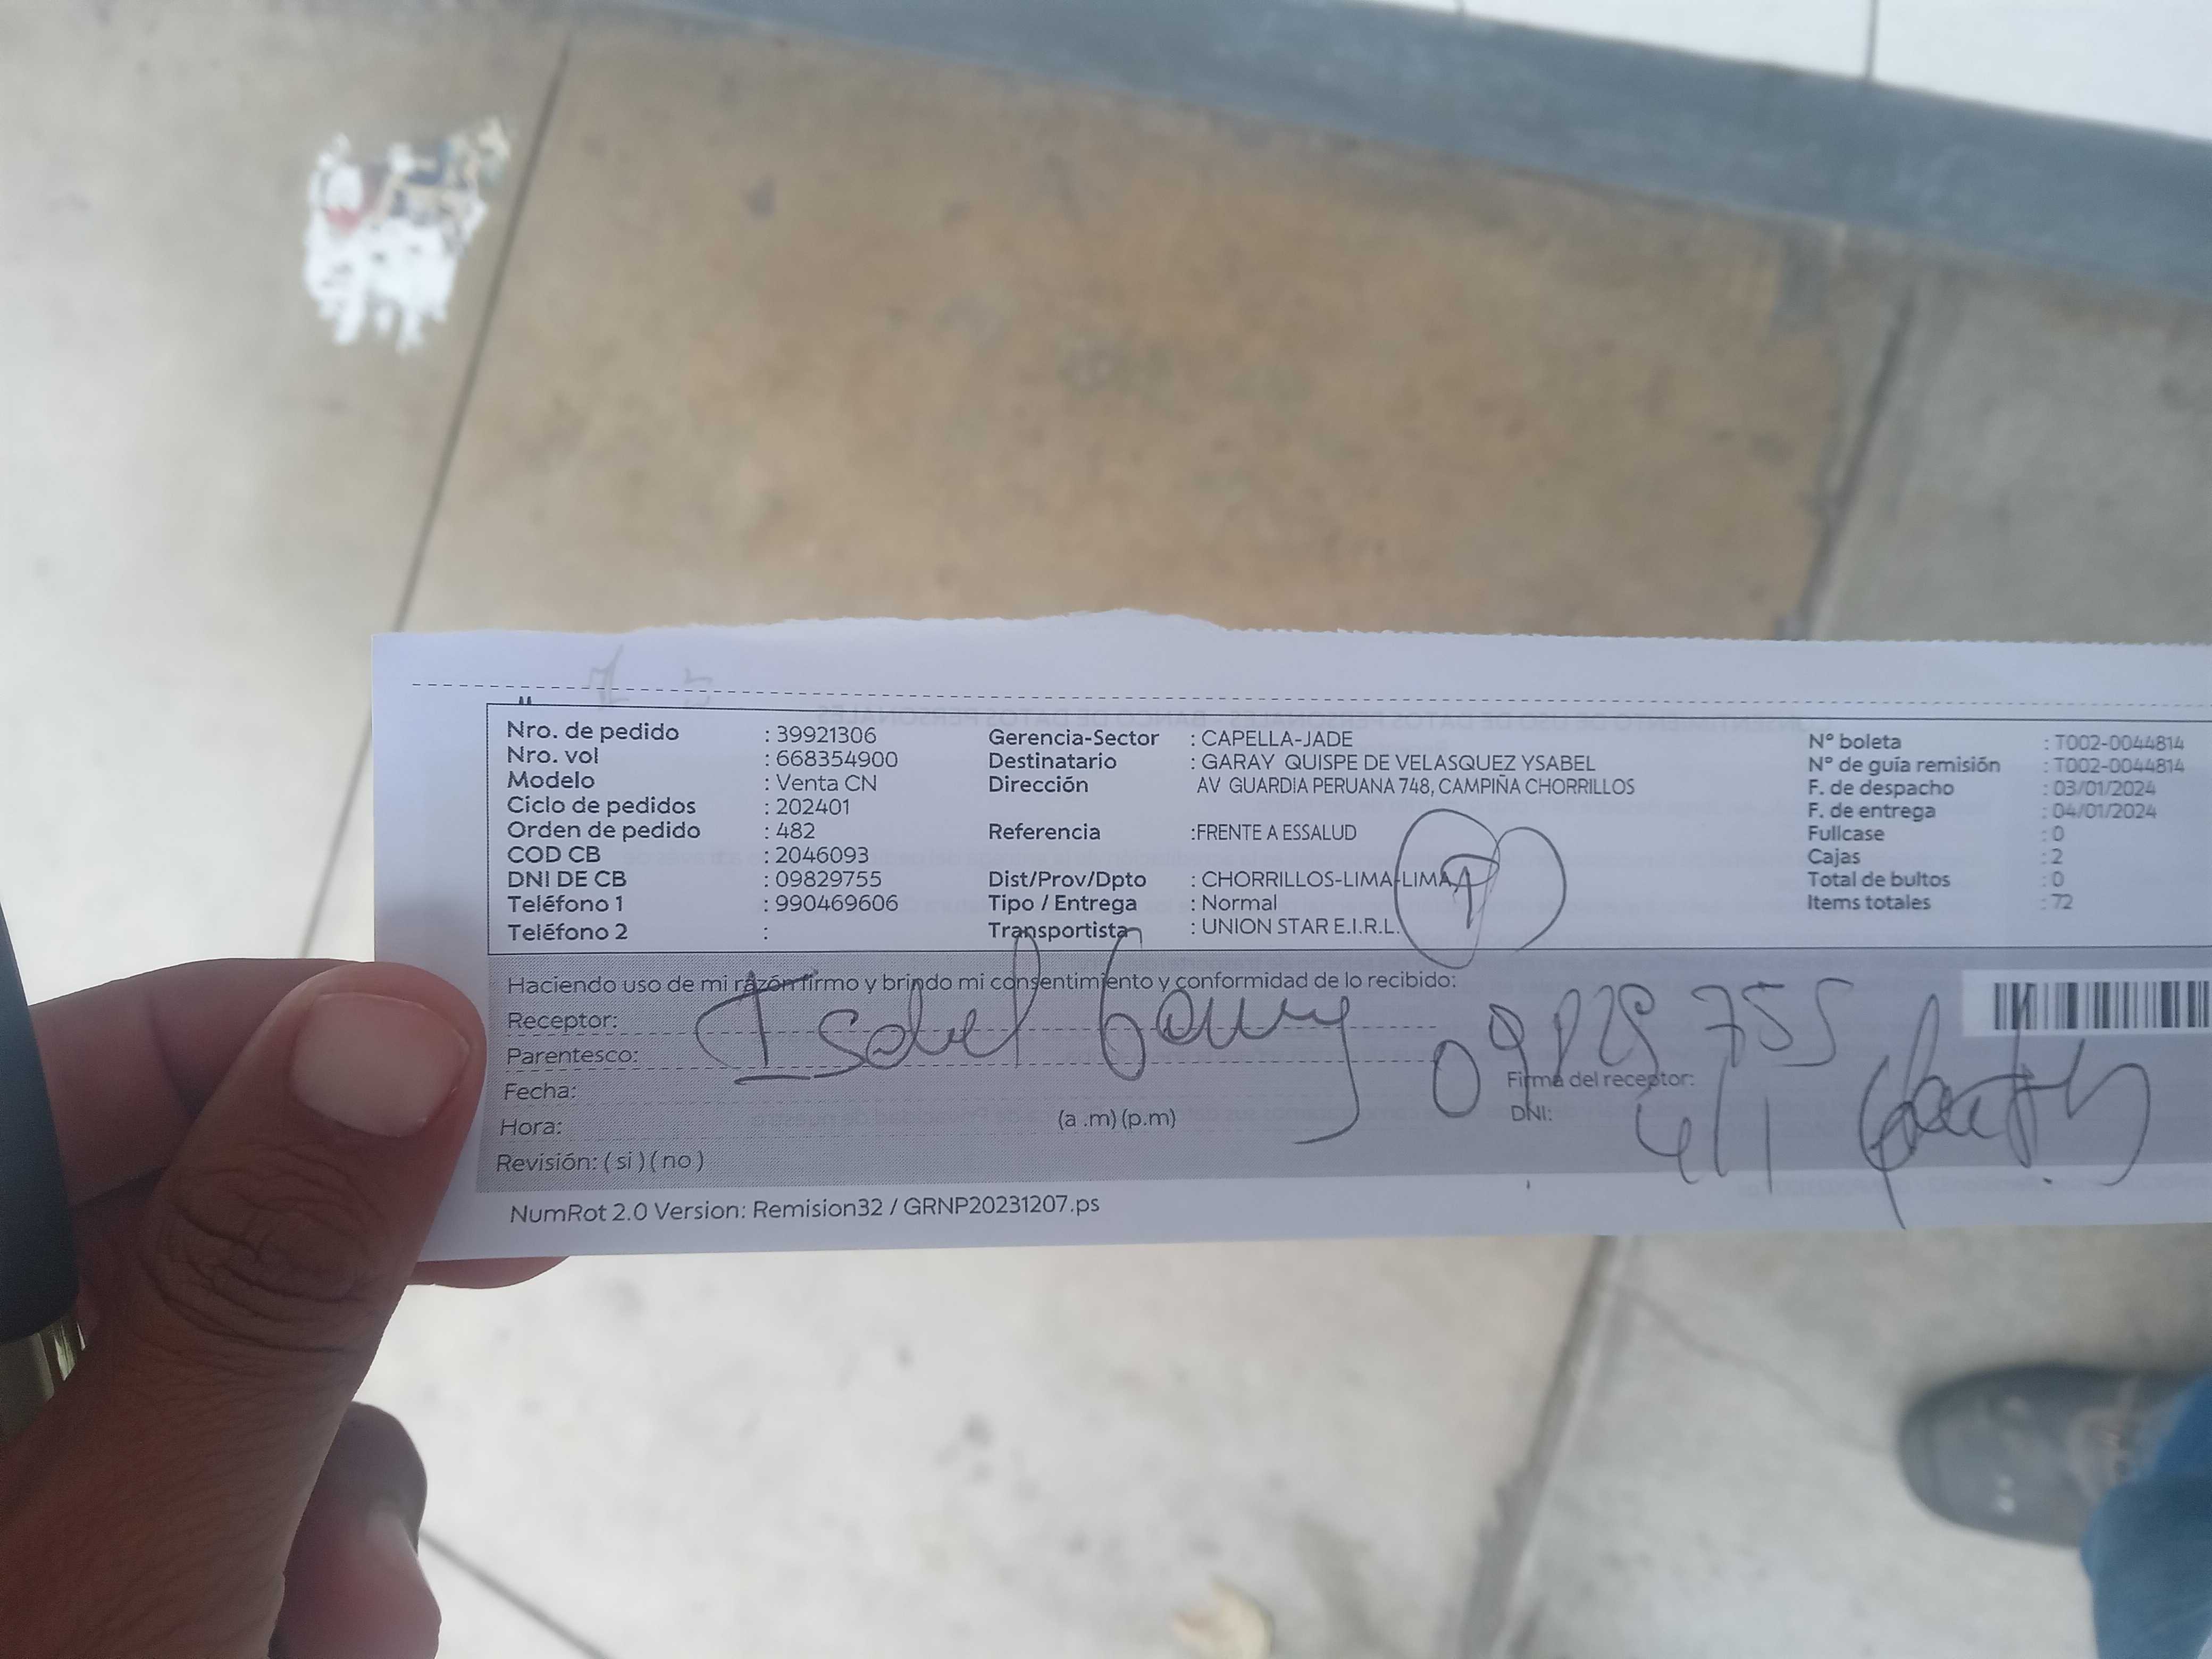 Nro. de pedido : 39921306 Gerencia-Sector : CAPELLA-JADE N° boleta : T002-0044814
Nro. vol : 668354900 Destinatario : GARAY QUISPE DE VELASQUEZ YSABEL N° de guía remisión : T002-0044814
Modelo : Venta CN Dirección AV GUARDIA PERUANA 748, CAMPIÑA CHORRILLOS F. de despacho : 03/01/2024
Ciclo de pedidos : 202401 F. de entrega : 04/01/2024
Orden de pedido : 482 Referencia :FRENTE A ESSALUD Fullcase : 0
COD CB : 2046093 Cajas : 2
DNI DE CB : 09829755 Dist/Prov/Dpto : CHORRILLOS-LIMA-LIMA Total de bultos : 0
Teléfono 1 : 990469606 Tipo / Entrega : Normal Items totales : 72
Teléfono 2 : Transportista : UNION STAR E.I.R.L.
Haciendo uso de mi razón firmo y brindo mi consentimiento y conformidad de lo recibido:
Receptor: Isabel Garay 09829755
Parentesco:
Fecha: Firma del receptor:
Hora: (a .m) (p.m) DNI: 4/1
Revisión: ( si ) ( no )
NumRot 2.0 Version: Remision32 / GRNP20231207.ps